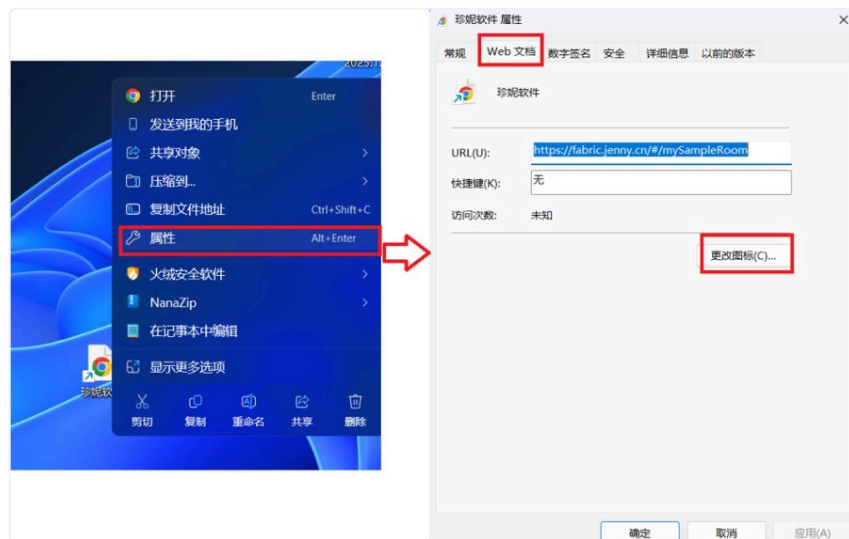 2025.1
打开 Enter
发送到我的手机
共享对象
压缩到...
复制文件地址 Ctrl+Shift+C
属性 Alt+Enter
火绒安全软件
NanaZip
在记事本中编辑
显示更多选项
剪切 复制 重命名 共享 删除
珍妮软
珍妮软件 属性
常规 Web 文档 数字签名 安全 详细信息 以前的版本
珍妮软件
URL(U): https://fabric.jenny.cn/#/mySampleRoom
快捷键(K): 无
访问次数: 未知
更改图标(C)...
确定 取消 应用(A)